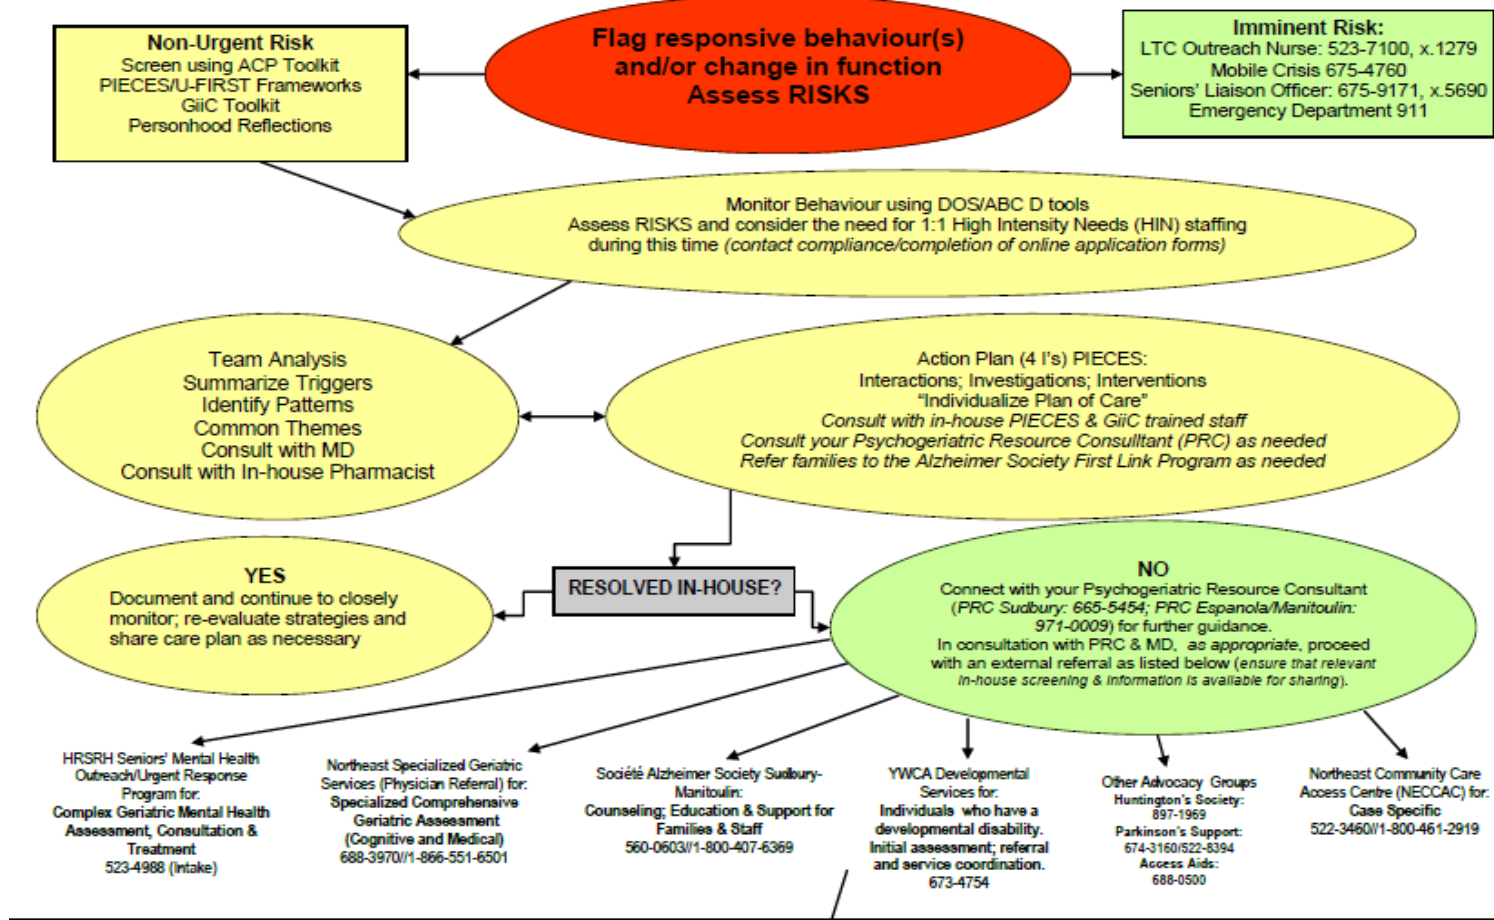 Non-Urgent Risk
Screen using ACP Toolkit
PIECES/U-FIRST Frameworks
GiiC Toolkit
Personhood Reflections
Flag responsive behaviour(s)
and/or change in function
Assess RISKS
Imminent Risk:
LTC Outreach Nurse: 523-7100, x.1279
Mobile Crisis 675-4760
Seniors' Liaison Officer: 675-9171, x.5690
Emergency Department 911
Monitor Behaviour using DOS/ABC D tools
Assess RISKS and consider the need for 1:1 High Intensity Needs (HIN) staffing
during this time (contact compliance/completion of online application forms)
Team Analysis
Summarize Triggers
Identify Patterns
Common Themes
Consult with MD
Consult with In-house Pharmacist
Action Plan (4 I's) PIECES:
Interactions; Investigations; Interventions
"Individualize Plan of Care"
Consult with in-house PIECES & GiiC trained staff
Consult your Psychogeriatric Resource Consulltant (PRC) as needed
Refer families to the Alzheimer Society First Link Program as needed
RESOLVED IN-HOUSE?
YES
Document and continue to closely
monitor; re-evaluate strategies and
share care plan as necessary
NO
Connect with your Psychogeriatric Resource Consultant
(PRC Sudbury: 665-5454; PRC Espanola/Manitoulin:
971-0009) for further guidance.
In consultation with PRC & MD, as appropriate, proceed
with an external referral as listed below (ensure that relevant
in-house screening & information is available for sharing).
HRSRH Seniors' Mental Health
Outreach/Urgent Response
Program for:
Complex Geriatric Mental Health
Assessment, Consultation &
Treatment
523-4988 (Intake)
Northeast Specialized Geriatric
Services (Physician Referral) for:
Specialized Comprehensive
Geriatric Assessment
(Cognitive and Medical)
688-3970//1-866-551-6501
Société Alzheimer Society Sudbury-
Manitoulin:
Counseling; Education & Support for
Families & Staff
560-0603//1-800-407-6369
YWCA Developmental
Services for:
Individuals who have a
developmental disability.
Initial assessment; referral
and service coordination.
673-4754
Other Advocacy Groups
Huntington's Society:
897-1969
Parkinson's Support:
674-3160/522-8394
Access Aids:
688-0500
Northeast Community Care
Access Centre (NECCAC) for:
Case Specific
522-3460//1-800-461-2919